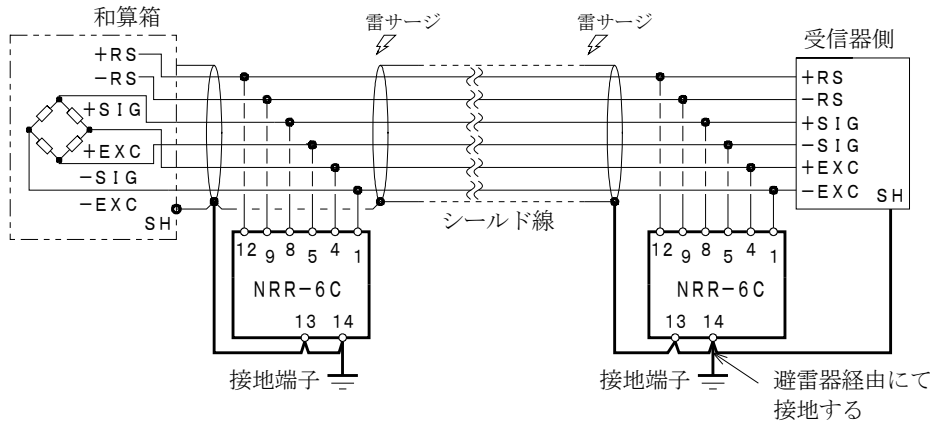 和算箱
雷サージ
雷サージ
受信器側
+RS
-RS
+SIG
+EXC
-SIG
-EXC
SH
+RS
-RS
+SIG
-SIG
+EXC
-EXC
SH
シールド線
12 9 8 5 4 1
NRR-6C
13 14
接地端子
12 9 8 5 4 1
NRR-6C
13 14
接地端子
避雷器経由にて
接地する